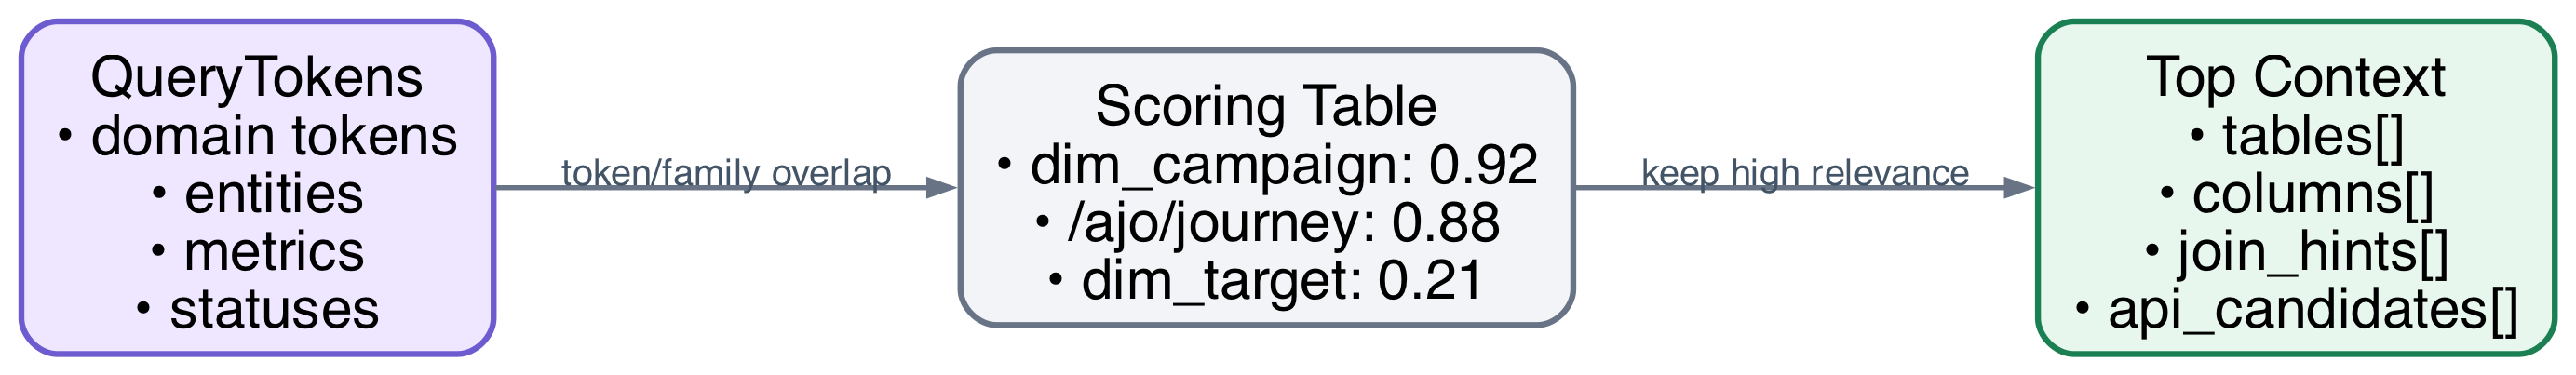 QueryTokens
• domain tokens
• entities
• metrics
• statuses
token/family overlap
Scoring Table
• dim_campaign: 0.92
• /ajo/journey: 0.88
• dim_target: 0.21
keep high relevance
Top Context
• tables[]
• columns[]
• join_hints[]
• api_candidates[]